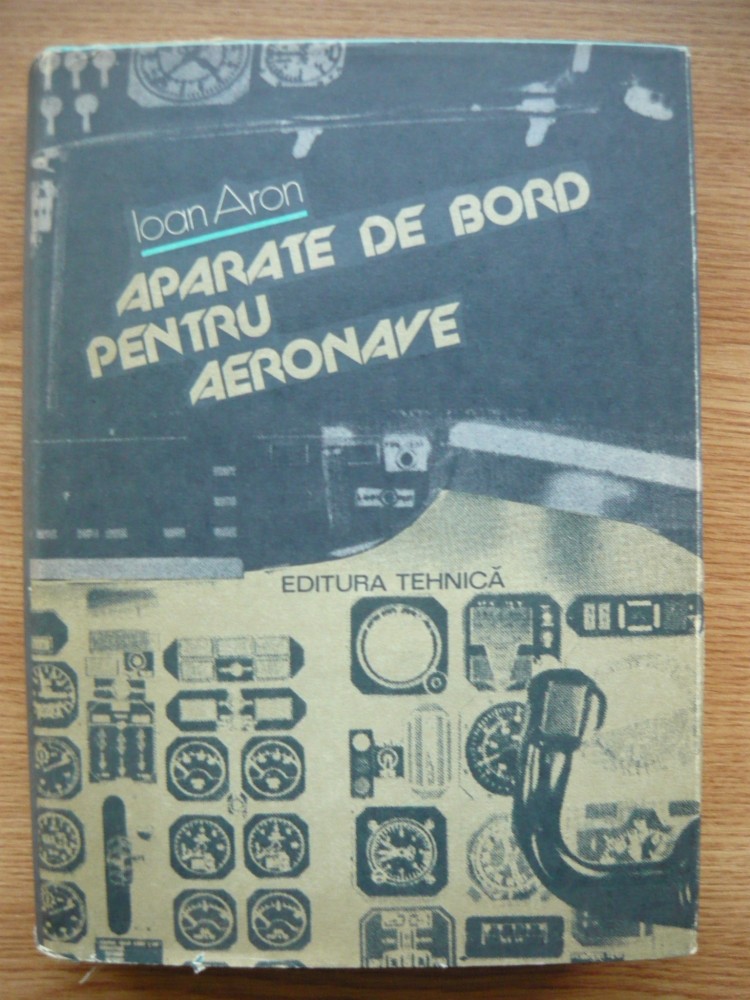 Ioan Aron
APARATE DE BORD
PENTRU
AERONAVE
EDITURA TEHNICĂ